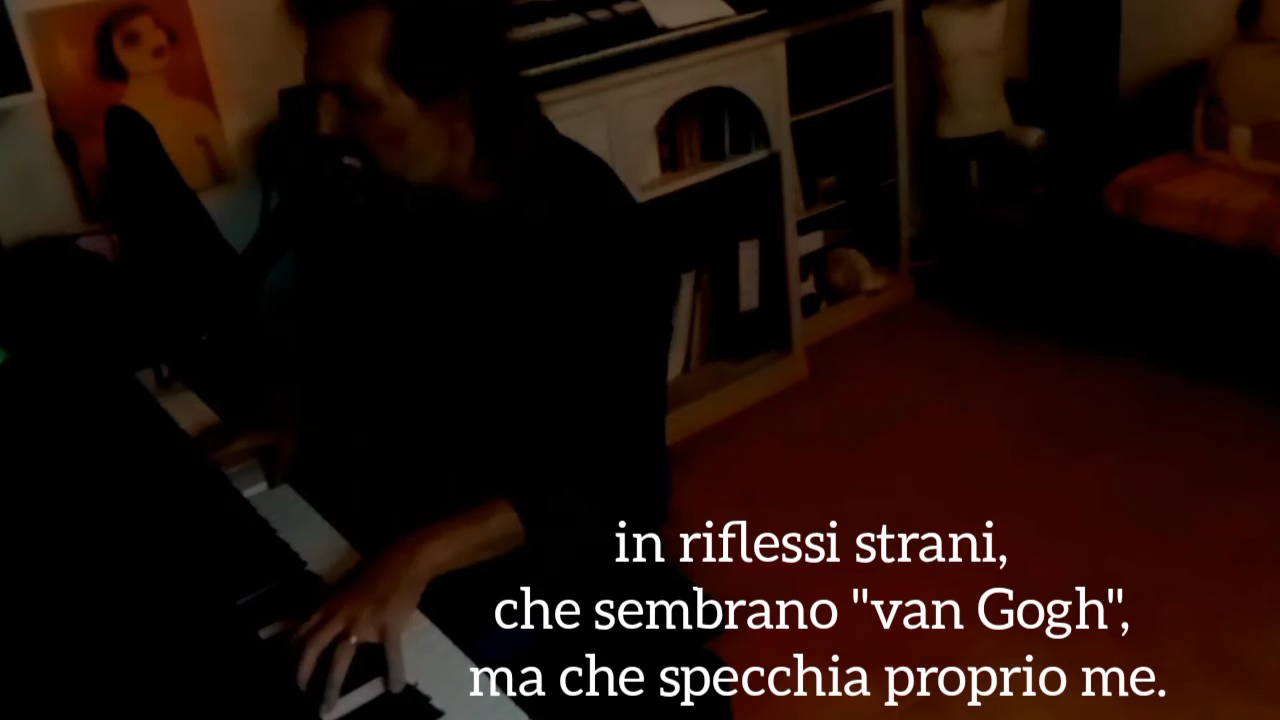 in riflessi strani,
che sembrano "van Gogh",
ma che specchia proprio me.